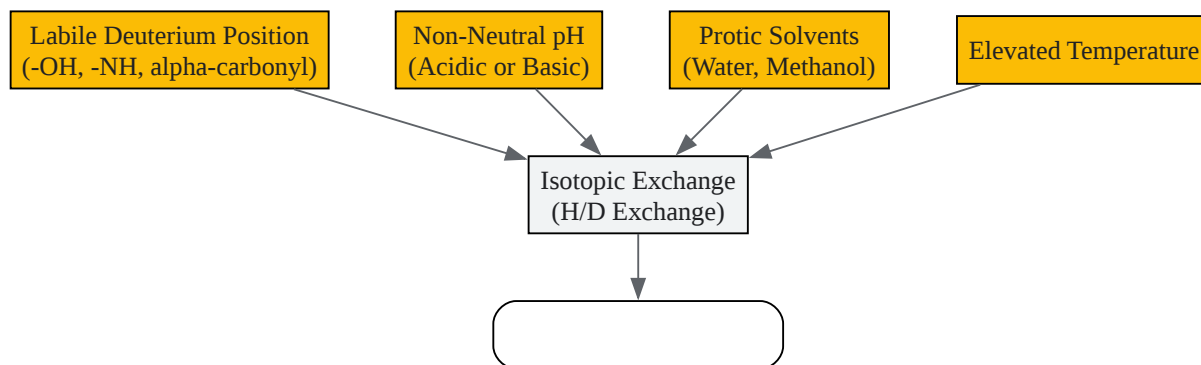 Labile Deuterium Position
(-OH, -NH, alpha-carbonyl)
Non-Neutral pH
(Acidic or Basic)
Protic Solvents
(Water, Methanol)
Elevated Temperature
Isotopic Exchange
(H/D Exchange)